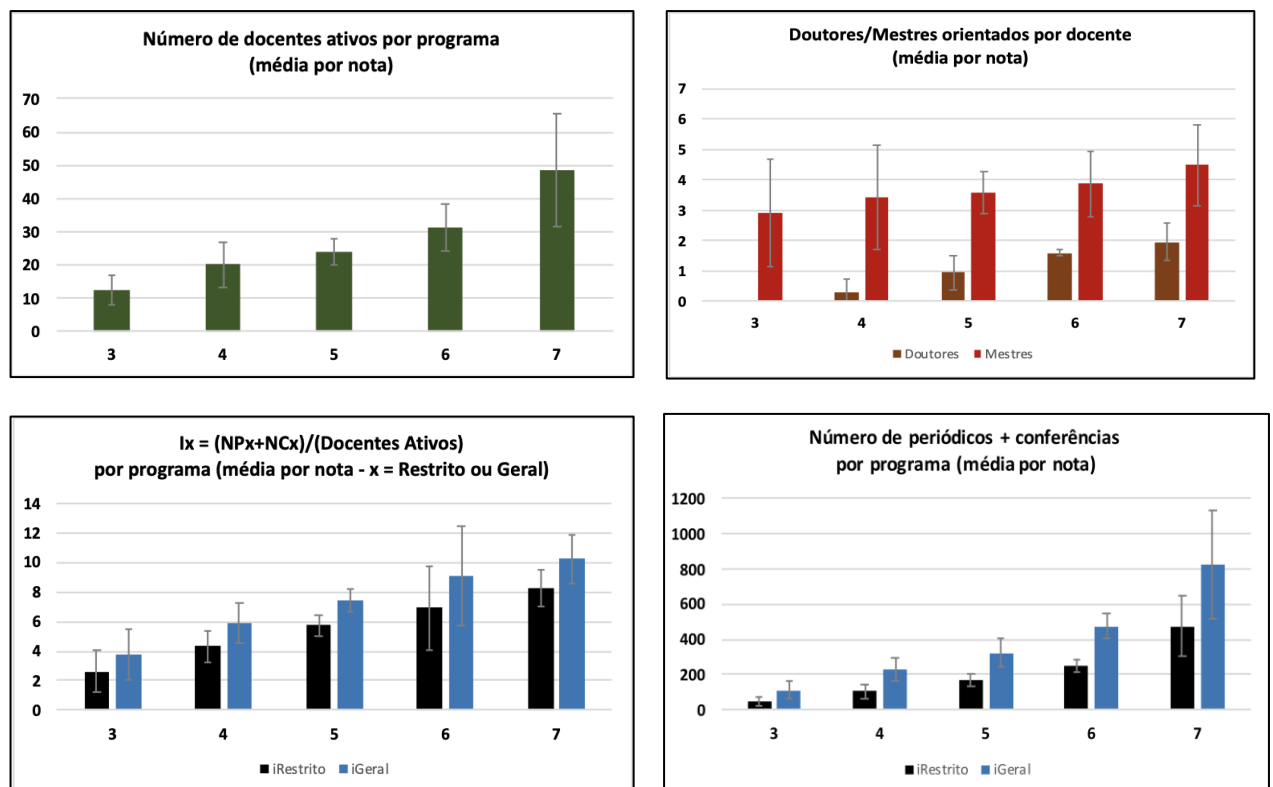 Número de docentes ativos por programa
(média por nota)
70
60
50
40
30
20
10
0
3 4 5 6 7
Doutores/Mestres orientados por docente
(média por nota)
7
6
5
4
3
2
1
0
3 4 5 6 7
Doutores Mestres
Ix = (NPx+NCx)/(Docentes Ativos)
por programa (média por nota - x = Restrito ou Geral)
14
12
10
8
6
4
2
0
3 4 5 6 7
iRestrito iGeral
Número de periódicos + conferências
por programa (média por nota)
1200
1000
800
600
400
200
0
3 4 5 6 7
iRestrito iGeral